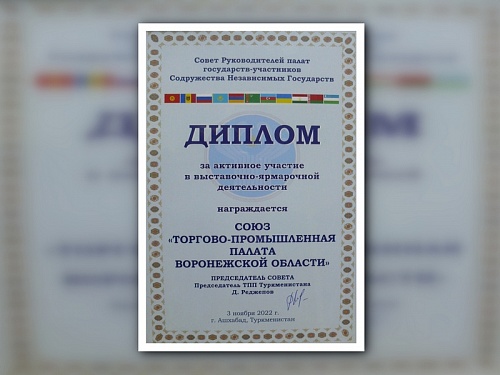 Совет Руководителей палат
государств-участников
Содружества Независимых Государств
ДИПЛОМ
за активное участие
в выставочно-ярмарочной
деятельности
награждается
СОЮЗ
«ТОРГОВО-ПРОМЫШЛЕННАЯ
ПАЛАТА
ВОРОНЕЖСКОЙ ОБЛАСТИ»
ПРЕДСЕДАТЕЛЬ СОВЕТА
Председатель ТПП Туркменистана
Д. Реджепов
3 ноября 2022 г.
г. Ашхабад, Туркменистан